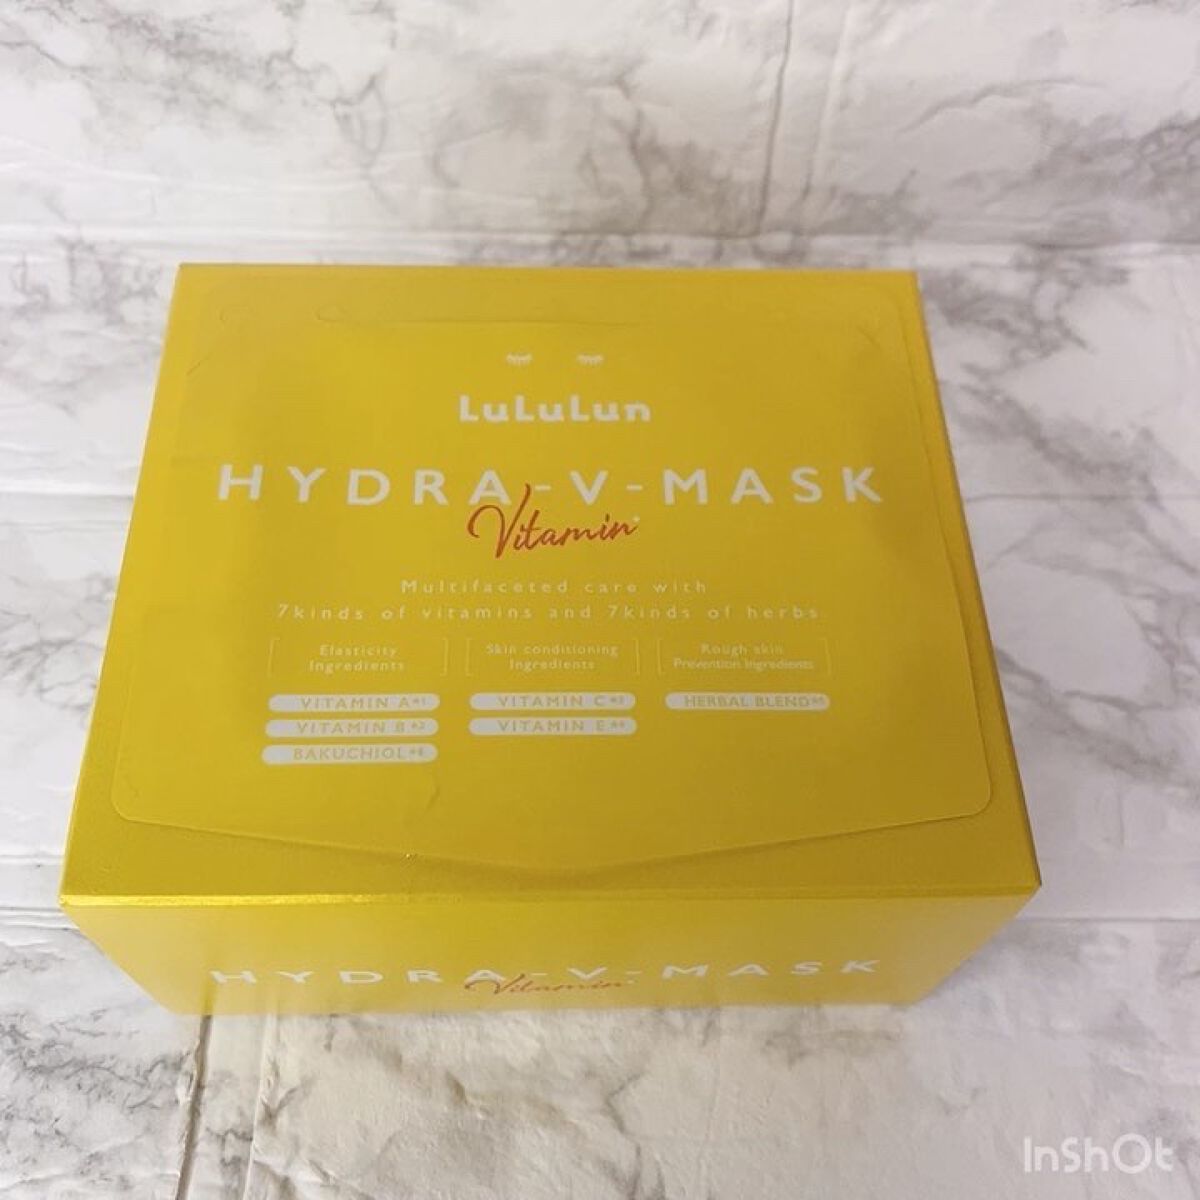 LuLuLun
HYDRA-V-MASK
Vitamin*
Multifaceted care with
7kinds of vitamins and 7kinds of herbs.
Elasticity
Ingredients
Skin conditioning
Ingredients
Rough skin
Prevention Ingredients
VITAMIN A
VITAMIN B
BAKUCHIOL
VITAMIN C
VITAMIN E
HERBAL BLEND
HYDRA-V-MASK
Vitamin*
InShOt